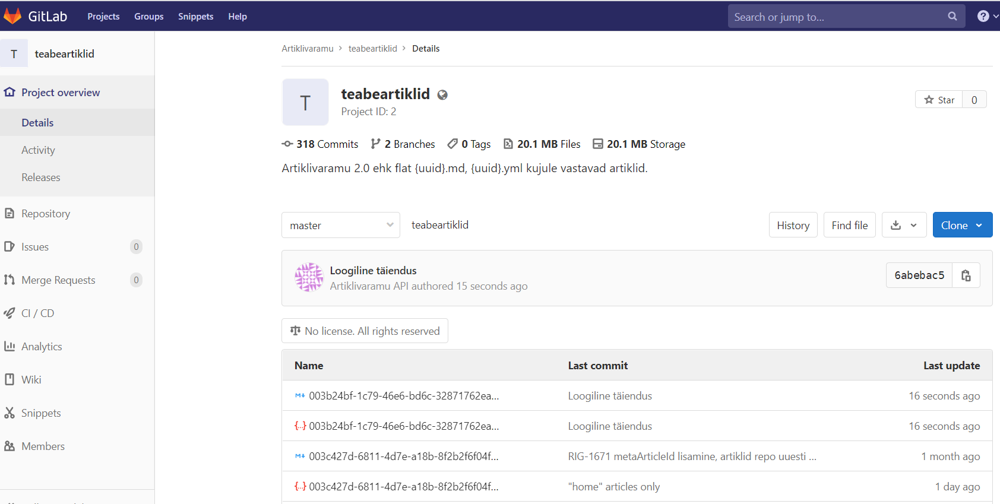 GitLab Projects Groups Snippets Help Search or jump to...
T teabeartiklid
Project overview
Details
Activity
Releases
Repository
Issues 0
Merge Requests 0
CI / CD
Analytics
Wiki
Snippets
Members
Artiklivaramu > teabeartiklid > Details
T
teabeartiklid
Project ID: 2
Star 0
318 Commits 2 Branches 0 Tags 20.1 MB Files 20.1 MB Storage
Artiklivaramu 2.0 ehk flat {uuid}.md, {uuid}.yml kujule vastavad artiklid.
master teabeartiklid History Find file Clone
Loogiline täiendus
Artiklivaramu API authored 15 seconds ago
6abebac5
No license. All rights reserved
Name Last commit Last update
003b24bf-1c79-46e6-bd6c-32871762ea... Loogiline täiendus 16 seconds ago
003b24bf-1c79-46e6-bd6c-32871762ea... Loogiline täiendus 16 seconds ago
003c427d-6811-4d7e-a18b-8f2b2f6f04f... RIG-1671 metaArticleId lisamine, artiklid repo uuesti ... 1 month ago
003c427d-6811-4d7e-a18b-8f2b2f6f04f... "home" articles only 1 day ago